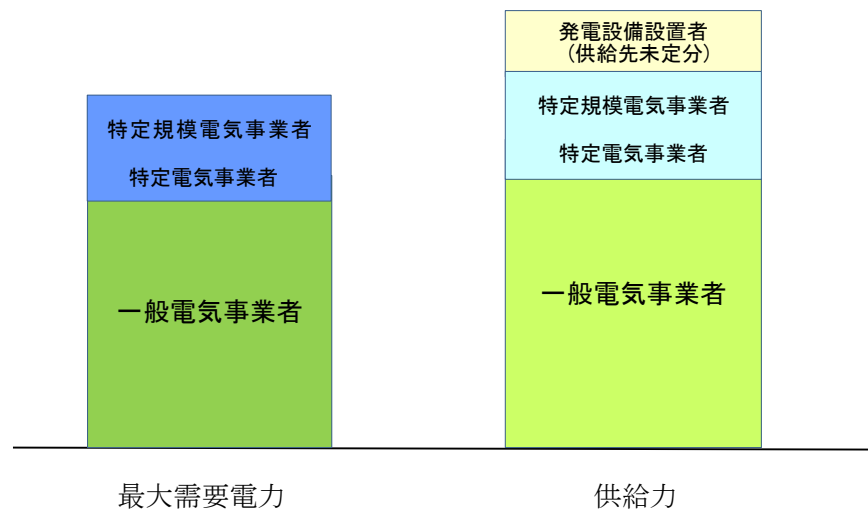 発電設備設置者
(供給先未定分)
特定規模電気事業者
特定電気事業者
一般電気事業者
特定規模電気事業者
特定電気事業者
一般電気事業者
最大需要電力
供給力